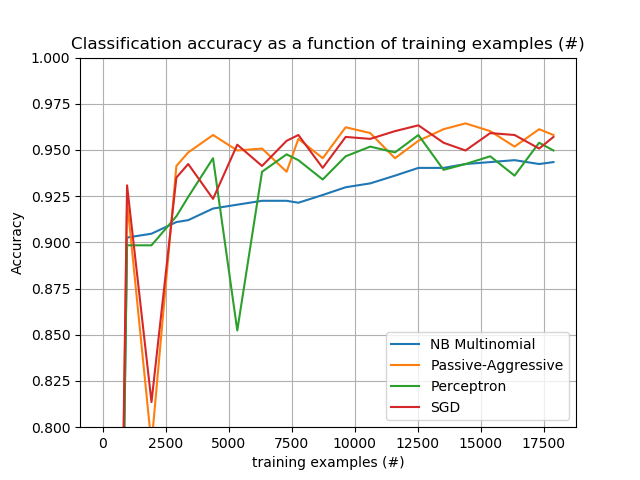 Classification accuracy as a function of training examples (#)
1.000
0.975
0.950
0.925
0.900
0.875
0.850
0.825
0.800
Accuracy
NB Multinomial
Passive-Aggressive
Perceptron
SGD
0 2500 5000 7500 10000 12500 15000 17500
training examples (#)